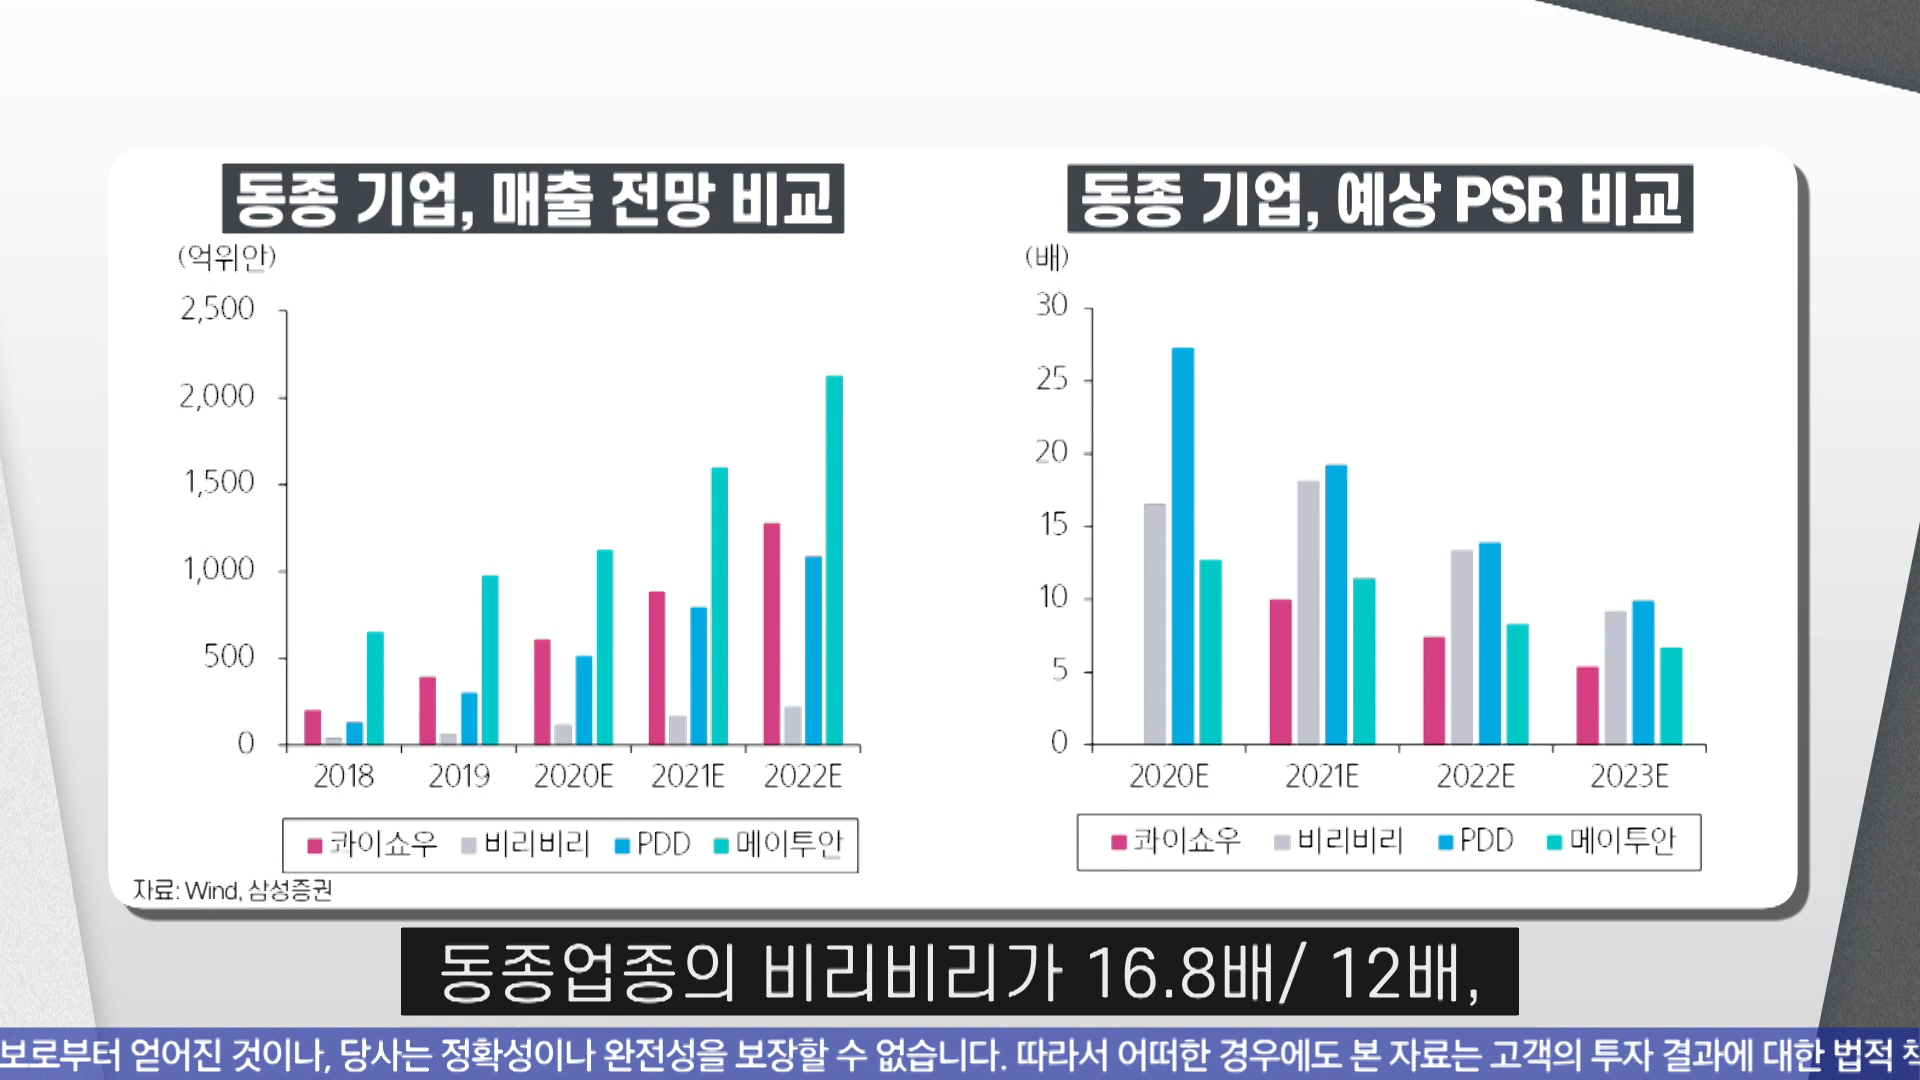 동종 기업, 매출 전망 비교
(억위안)
2,500
2,000
1,500
1,000
500
0
2018 2019 2020E 2021E 2022E
콰이쇼우 비리비리 PDD 메이투안
자료: Wind, 삼성증권
동종 기업, 예상 PSR 비교
(배)
30
25
20
15
10
5
0
2020E 2021E 2022E 2023E
콰이쇼우 비리비리 PDD 메이투안
동종업종의 비리비리가 16.8배/ 12배,
보로부터 얻어진 것이나, 당사는 정확성이나 완전성을 보장할 수 없습니다. 따라서 어떠한 경우에도 본 자료는 고객의 투자 결과에 대한 법적